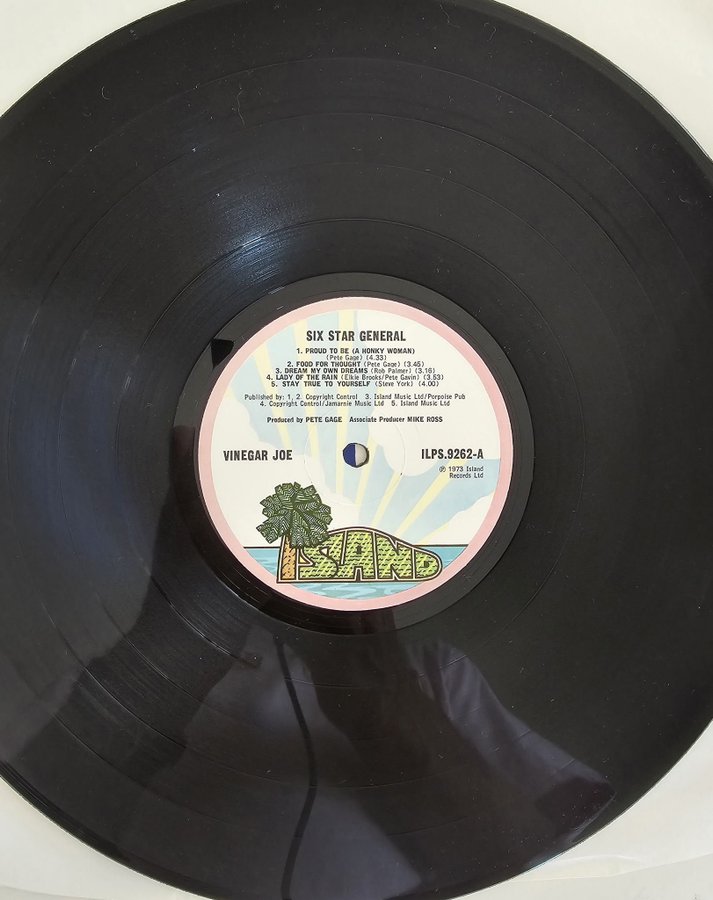 SIX STAR GENERAL
1. PROUD TO BE (A HONKY WOMAN)
(Pete Gage) (4.33)
2. FOOD FOR THOUGHT (Pete Gage) (3.45)
3. DREAM MY OWN DREAMS (Rob Palmer) (3.16)
4. LADY OF THE RAIN (Elkie Brooks/Pete Gavin) (3.53)
5. STAY TRUE TO YOURSELF (Steve York) (4.00)
Published by: 1, 2. Copyright Control 3. Island Music Ltd/Porpoise Pub
4. Copyright Control/Jamarnie Music Ltd 5. Island Music Ltd
Produced by PETE GAGE Associate Producer MIKE ROSS
VINEGAR JOE ILPS.9262-A
℗ 1973 Island
Records Ltd
ISLAND